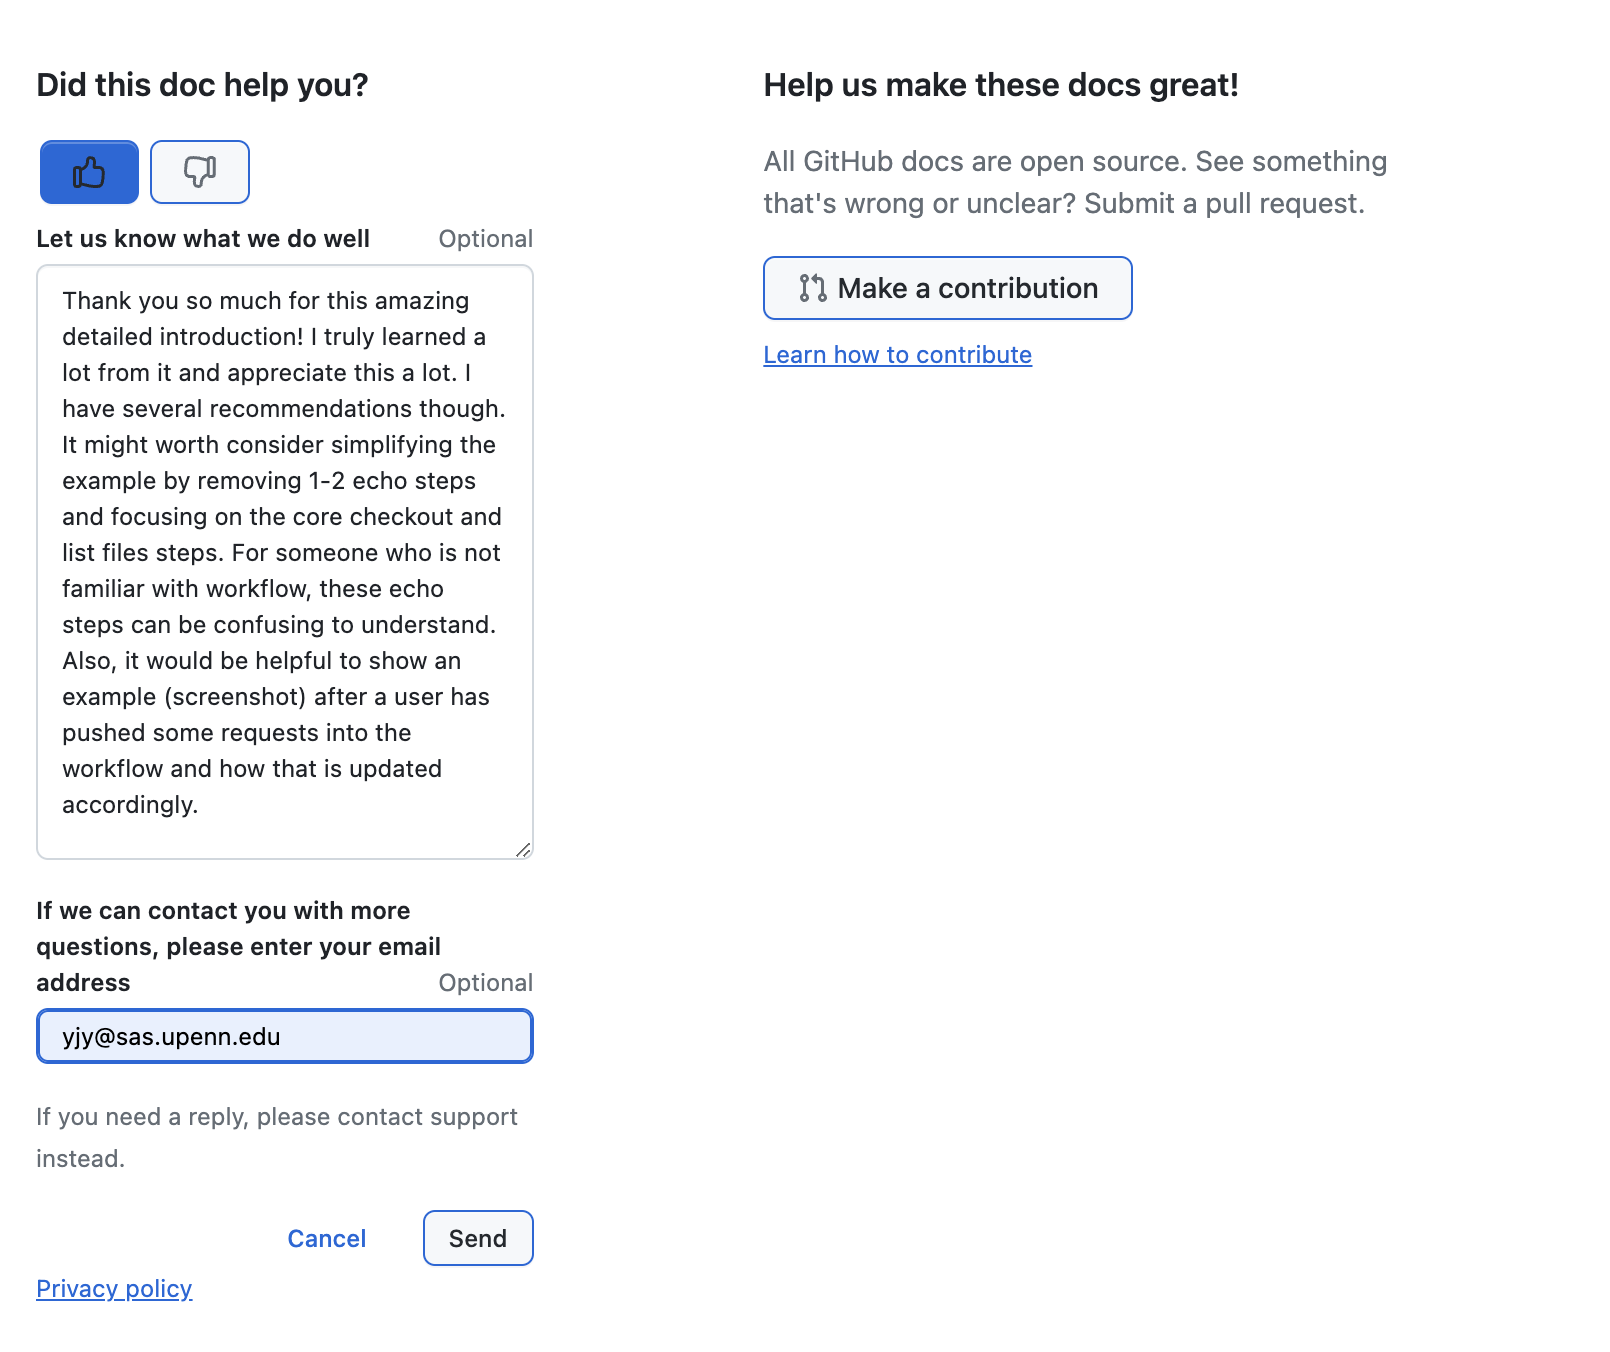 Did this doc help you?
Let us know what we do well Optional
Thank you so much for this amazing
detailed introduction! I truly learned a
lot from it and appreciate this a lot. I
have several recommendations though.
It might worth consider simplifying the
example by removing 1-2 echo steps
and focusing on the core checkout and
list files steps. For someone who is not
familiar with workflow, these echo
steps can be confusing to understand.
Also, it would be helpful to show an
example (screenshot) after a user has
pushed some requests into the
workflow and how that is updated
accordingly.
If we can contact you with more
questions, please enter your email
address Optional
yjy@sas.upenn.edu
If you need a reply, please contact support
instead.
Cancel Send
Privacy policy
Help us make these docs great!
All GitHub docs are open source. See something
that's wrong or unclear? Submit a pull request.
Make a contribution
Learn how to contribute